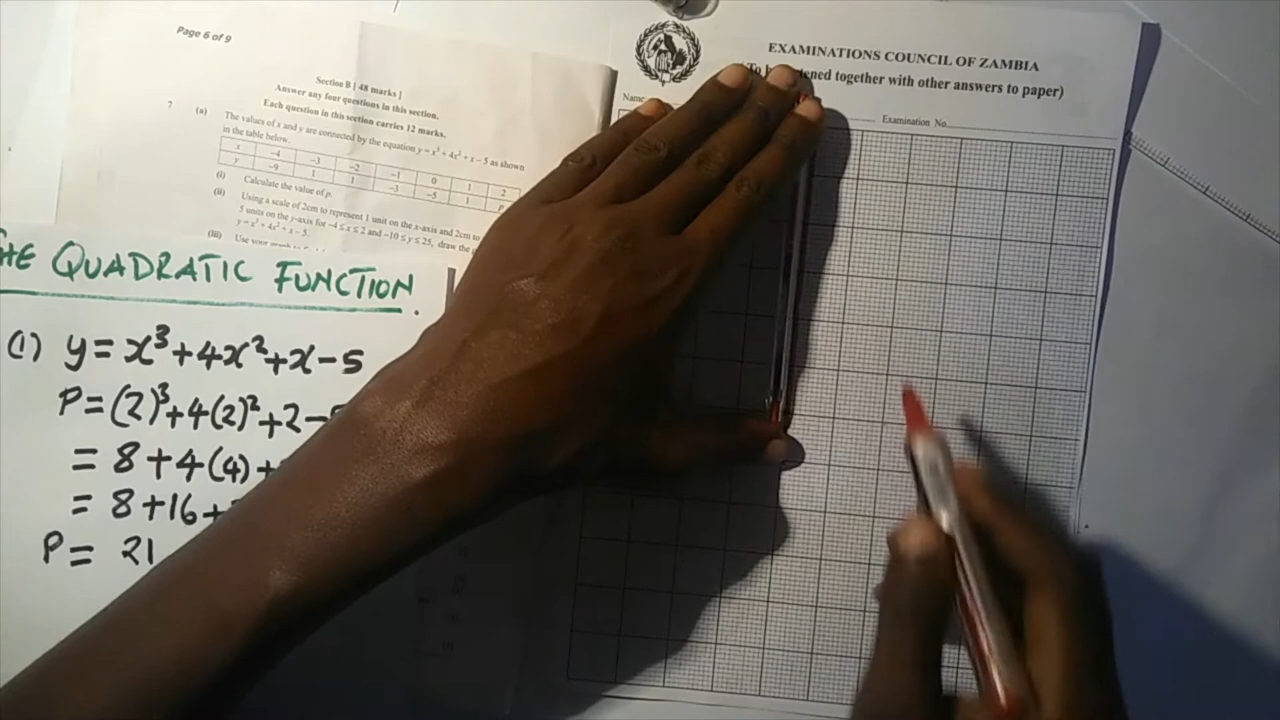 Page 6 of 9
Section B [ 48 marks ]
Answer any four questions in this section.
Each question in this section carries 12 marks.
7 (a) The values of x and y are connected by the equation y = x³ + 4x² + x − 5 as shown
in the table below.
x −4 −3 −2 −1 0 1 2
y −9 1 1 −3 −5 1 p
(i) Calculate the value of p.
(ii) Using a scale of 2cm to represent 1 unit on the x-axis and 2cm to
5 units on the y-axis for −4 ≤ x ≤ 2 and −10 ≤ y ≤ 25, draw the
y = x³ + 4x² + x − 5.
(iii) Use your
QUADRATIC FUNCTION.
(1) y = x³ + 4x² + x − 5
P = (2)³ + 4(2)² + 2 −
= 8 + 4(4) +
= 8 + 16 +
P = 21
EXAMINATIONS COUNCIL OF ZAMBIA
together with other answers to paper)
Name
Examination No.